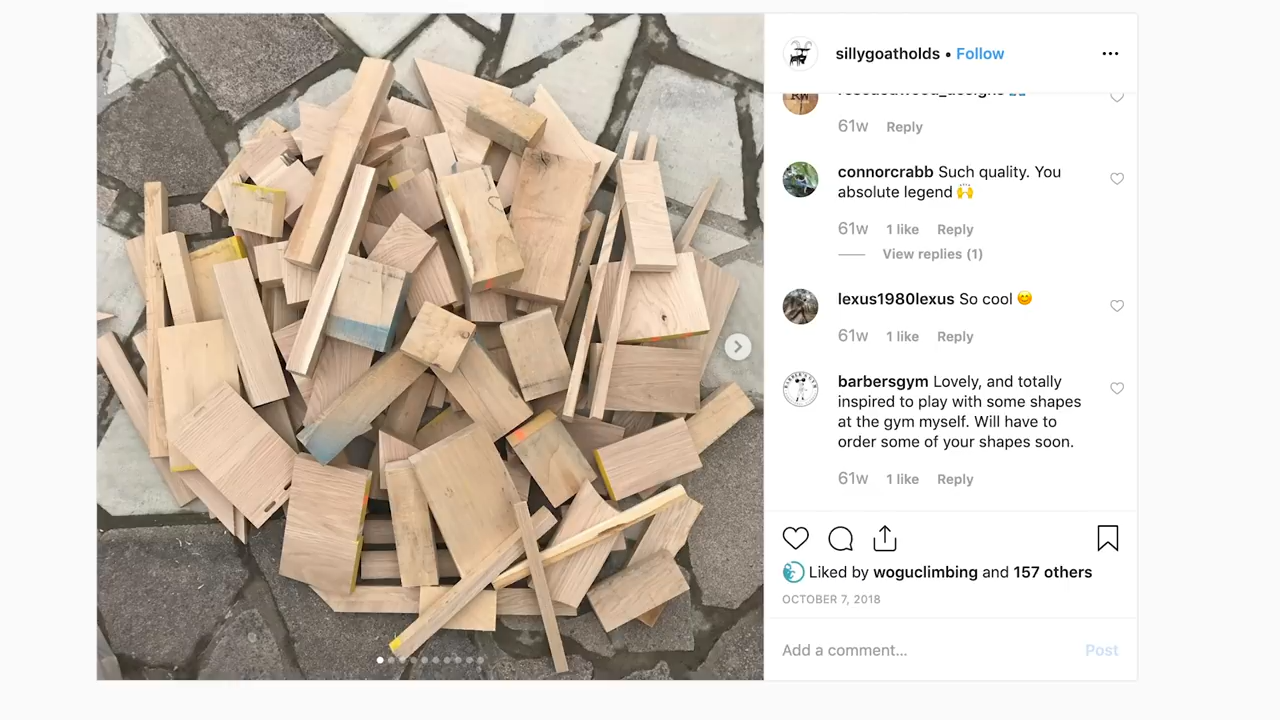 sillygoatholds • Follow
61w Reply
connorcrabb Such quality. You
absolute legend 🙌
61w 1 like Reply
View replies (1)
lexus1980lexus So cool 😊
61w 1 like Reply
barbersgym Lovely, and totally
inspired to play with some shapes
at the gym myself. Will have to
order some of your shapes soon.
61w 1 like Reply
Liked by woguclimbing and 157 others
OCTOBER 7, 2018
Add a comment... Post